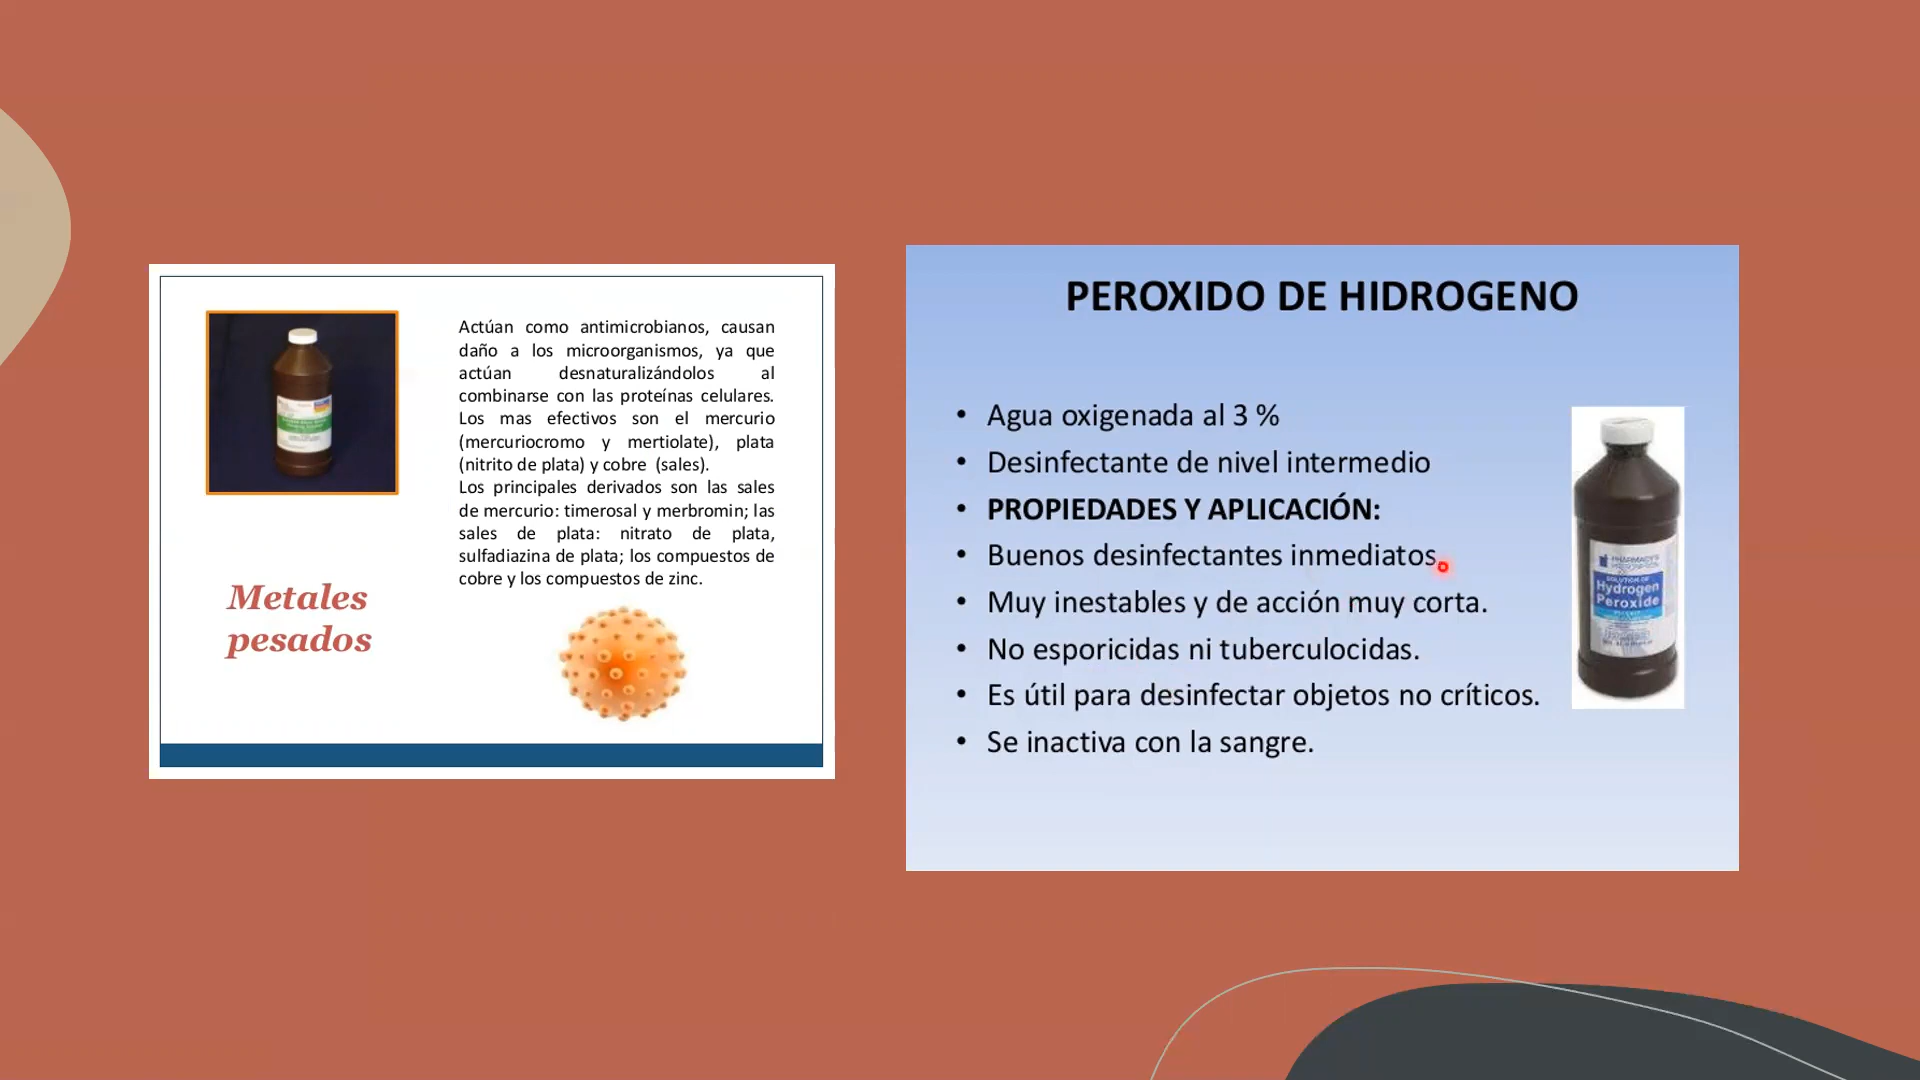 Actúan como antimicrobianos, causan
daño a los microorganismos, ya que
actúan desnaturalizándolos al
combinarse con las proteínas celulares.
Los mas efectivos son el mercurio
(mercuriocromo y mertiolate), plata
(nitrito de plata) y cobre (sales).
Los principales derivados son las sales
de mercurio: timerosal y merbromin; las
sales de plata: nitrato de plata,
sulfadiazina de plata; los compuestos de
cobre y los compuestos de zinc.
Metales
pesados
PEROXIDO DE HIDROGENO
• Agua oxigenada al 3 %
• Desinfectante de nivel intermedio
• PROPIEDADES Y APLICACIÓN:
• Buenos desinfectantes inmediatos.
• Muy inestables y de acción muy corta.
• No esporicidas ni tuberculocidas.
• Es útil para desinfectar objetos no críticos.
• Se inactiva con la sangre.
Hydrogen
Peroxide